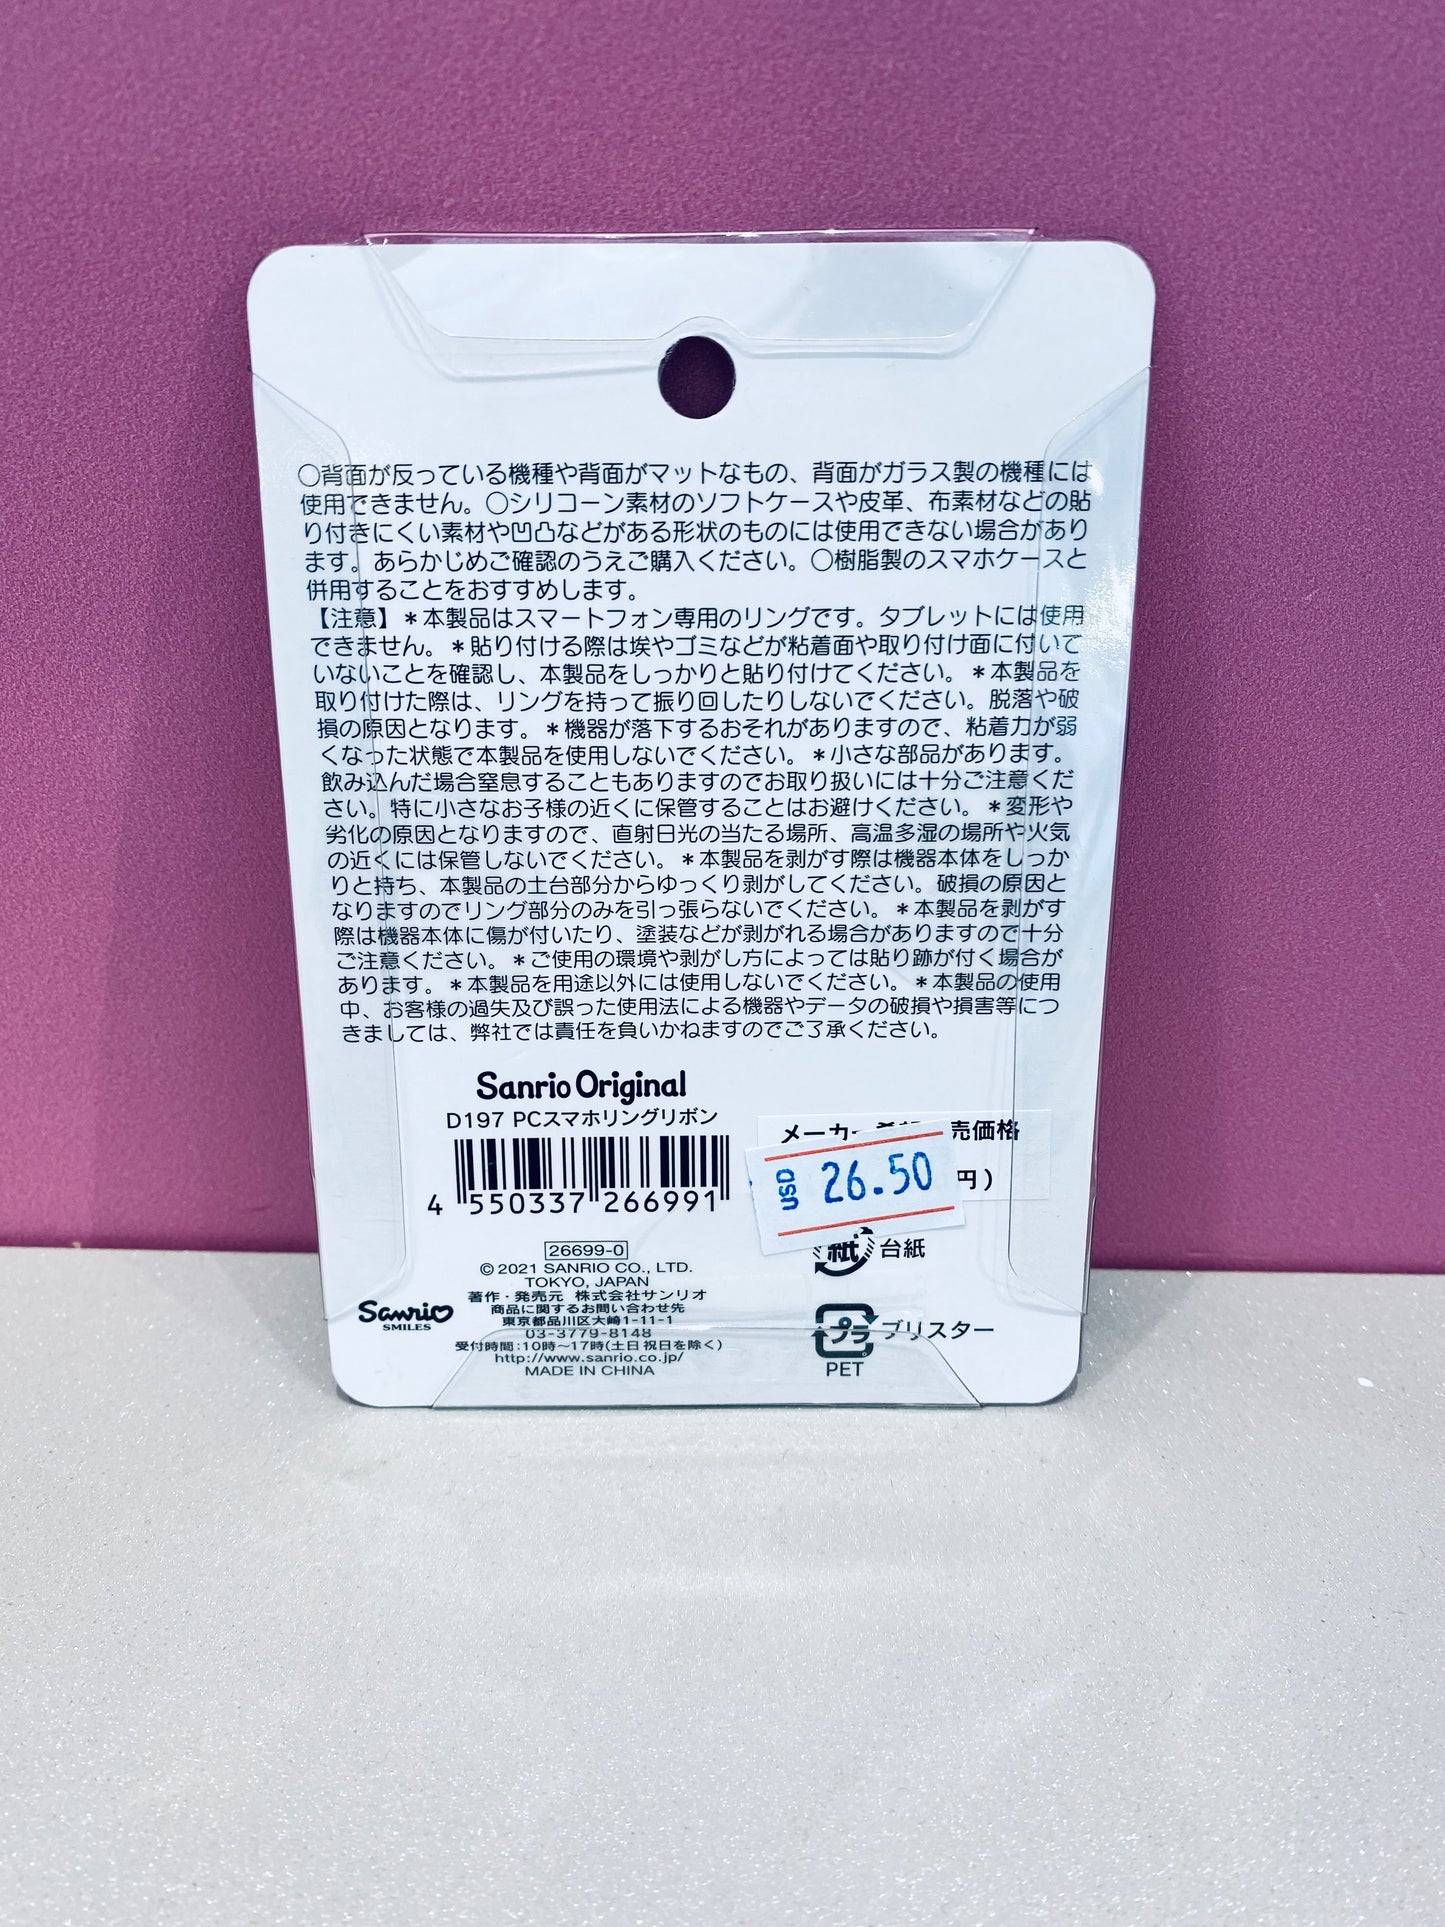 〇背面が反っている機種や背面がマットなもの、背面がガラス製の機種には
使用できません。〇シリコーン素材のソフトケースや皮革、布素材などの貼
り付きにくい素材や凹凸などがある形状のものには使用できない場合があり
ます。あらかじめご確認のうえご購入ください。〇樹脂製のスマホケースと
併用することをおすすめします。
【注意】＊本製品はスマートフォン専用のリングです。タブレットには使用
できません。＊貼り付ける際は埃やゴミなどが粘着面や取り付け面に付いて
いないことを確認し、本製品をしっかりと貼り付けてください。＊本製品を
取り付けた際は、リングを持って振り回したりしないでください。脱落や破
損の原因となります。＊機器が落下するおそれがありますので、粘着力が弱
くなった状態で本製品を使用しないでください。＊小さな部品があります。
飲み込んだ場合窒息することもありますのでお取り扱いには十分ご注意くだ
さい。特に小さなお子様の近くに保管することはお避けください。＊変形や
劣化の原因となりますので、直射日光の当たる場所、高温多湿の場所や火気
の近くには保管しないでください。＊本製品を剥がす際は機器本体をしっか
りと持ち、本製品の土台部分からゆっくり剥がしてください。破損の原因と
なりますのでリング部分のみを引っ張らないでください。＊本製品を剥がす
際は機器本体に傷が付いたり、塗装などが剥がれる場合がありますので十分
ご注意ください。＊ご使用の環境や剥がし方によっては貼り跡が付く場合が
あります。＊本製品を用途以外には使用しないでください。＊本製品の使用
中、お客様の過失及び誤った使用法による機器やデータの破損や損害等につ
きましては、弊社では責任を負いかねますのでご了承ください。
Sanrio Original
D197 PCスマホリングリボン
4 550337 266991
メーカー 売価格
USD 26.50
円）
紙 台紙
26699-0
©2021 SANRIO CO., LTD.
TOKYO, JAPAN
著作・発売元 株式会社サンリオ
商品に関するお問い合わせ先
東京都品川区大崎1-11-1
03-3779-8148
受付時間：10時～17時(土日祝日を除く)
http://www.sanrio.co.jp/
MADE IN CHINA
Sanrio
SMILES
プラ ブリスター
PET